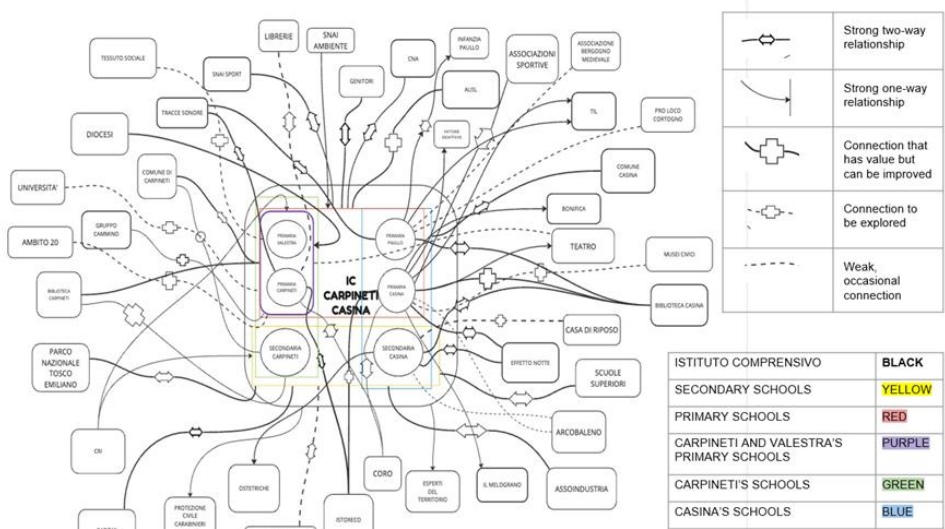 LIBRERIE
SNAI
AMBIENTE
INFANZIA
PAULLO
TESSUTO SOCIALE
CNA
ASSOCIAZIONI
SPORTIVE
ASSOCIAZIONE
BERGOGNO
MEDIEVALE
SNAI SPORT
GENITORI
AUSL
TRACCE SONORE
TIL
PRO LOCO
CORTOGNO
DIOCESI
COMUNE DI
CARPINETI
COMUNE
CASINA
UNIVERSITA'
BONIFICA
GRUPPO
CAMMINO
PRIMARIA
VALESTRA
PRIMARIA
PAULLO
AMBITO 20
TEATRO
MUSEI CIVICI
PRIMARIA
CARPINETI
IC
CARPINETI
CASINA
PRIMARIA
CASINA
BIBLIOTECA
CARPINETI
BIBLIOTECA CASINA
CASA DI RIPOSO
SECONDARIA
CARPINETI
SECONDARIA
CASINA
EFFETTO NOTTE
PARCO
NAZIONALE
TOSCO
EMILIANO
SCUOLE
SUPERIORI
ARCOBALENO
CRI
OSTETRICHE
CORO
ESPERTI
DEL
TERRITORIO
IL MELOGRANO
ASSOINDUSTRIA
PROTEZIONE
CIVILE
CARABINIERI
ISTORECO
Strong two-way
relationship
Strong one-way
relationship
Connection that
has value but
can be improved
Connection to
be explored
Weak,
occasional
connection
ISTITUTO COMPRENSIVO BLACK
SECONDARY SCHOOLS YELLOW
PRIMARY SCHOOLS RED
CARPINETI AND VALESTRA'S PURPLE
PRIMARY SCHOOLS
CARPINETI'S SCHOOLS GREEN
CASINA'S SCHOOLS BLUE